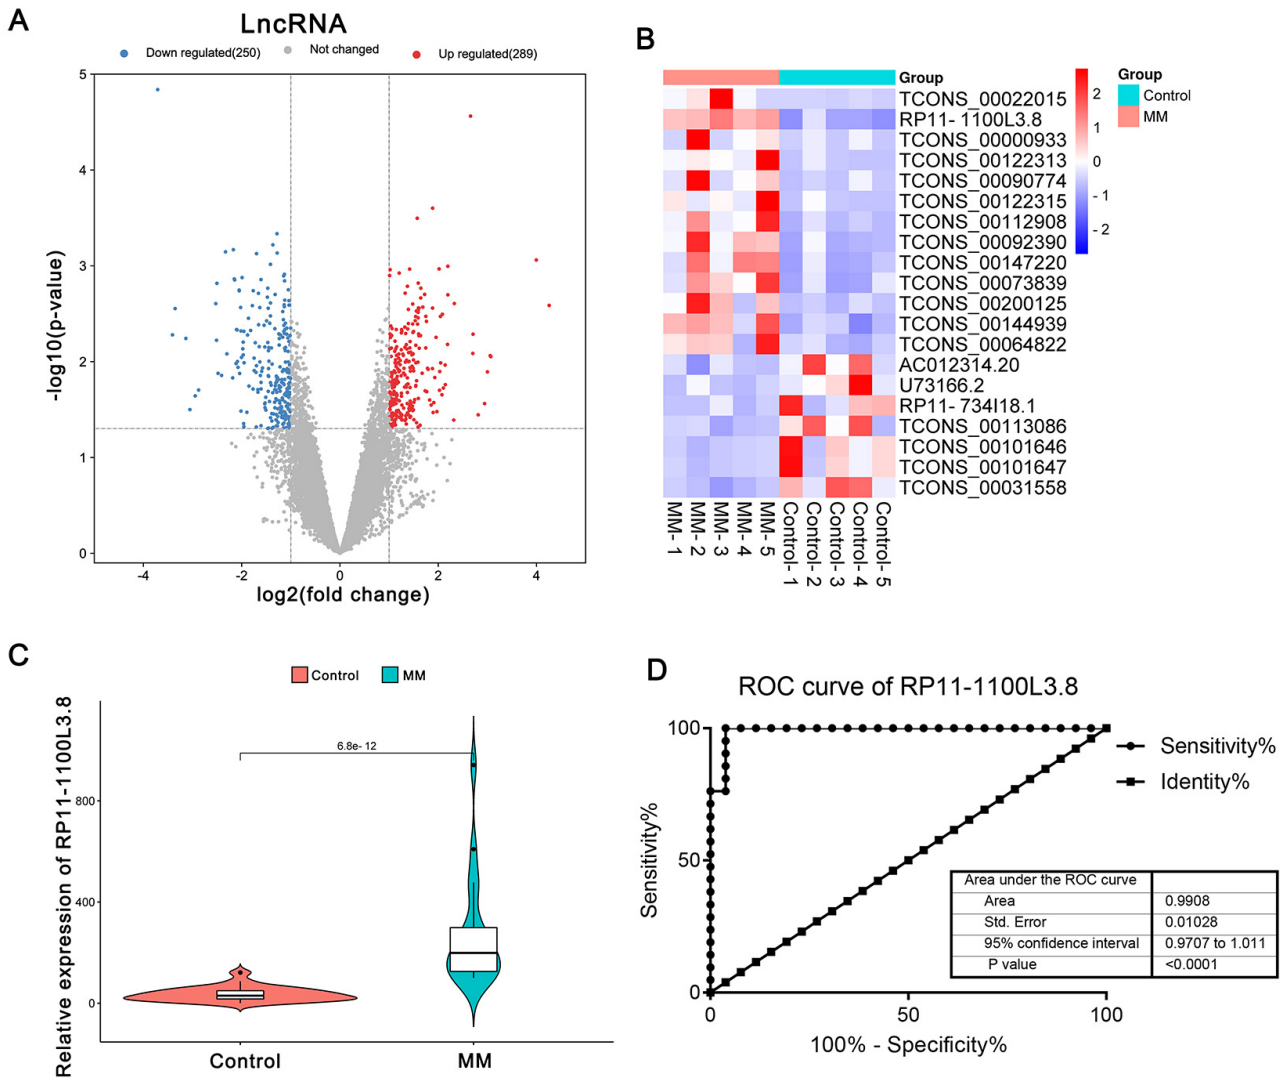 A
LncRNA
Down regulated(250) Not changed Up regulated(289)
-log10(p-value)
5
4
3
2
1
0
-4 -2 0 2 4
log2(fold change)
B
Group
TCONS_00022015
RP11- 1100L3.8
TCONS_00000933
TCONS_00122313
TCONS_00090774
TCONS_00122315
TCONS_00112908
TCONS_00092390
TCONS_00147220
TCONS_00073839
TCONS_00200125
TCONS_00144939
TCONS_00064822
AC012314.20
U73166.2
RP11- 734I18.1
TCONS_00113086
TCONS_00101646
TCONS_00101647
TCONS_00031558
MM- 1
MM- 2
MM- 3
MM- 4
MM- 5
Control- 1
Control- 2
Control- 3
Control- 4
Control- 5
2
1
0
- 1
- 2
Group
Control
MM
C
Control MM
Relative expression of RP11-1100L3.8
800
400
0
6.8e- 12
Control MM
D
ROC curve of RP11-1100L3.8
Sensitivity%
100
50
0
0 50 100
100% - Specificity%
Sensitivity%
Identity%
Area under the ROC curve
Area 0.9908
Std. Error 0.01028
95% confidence interval 0.9707 to 1.011
P value <0.0001